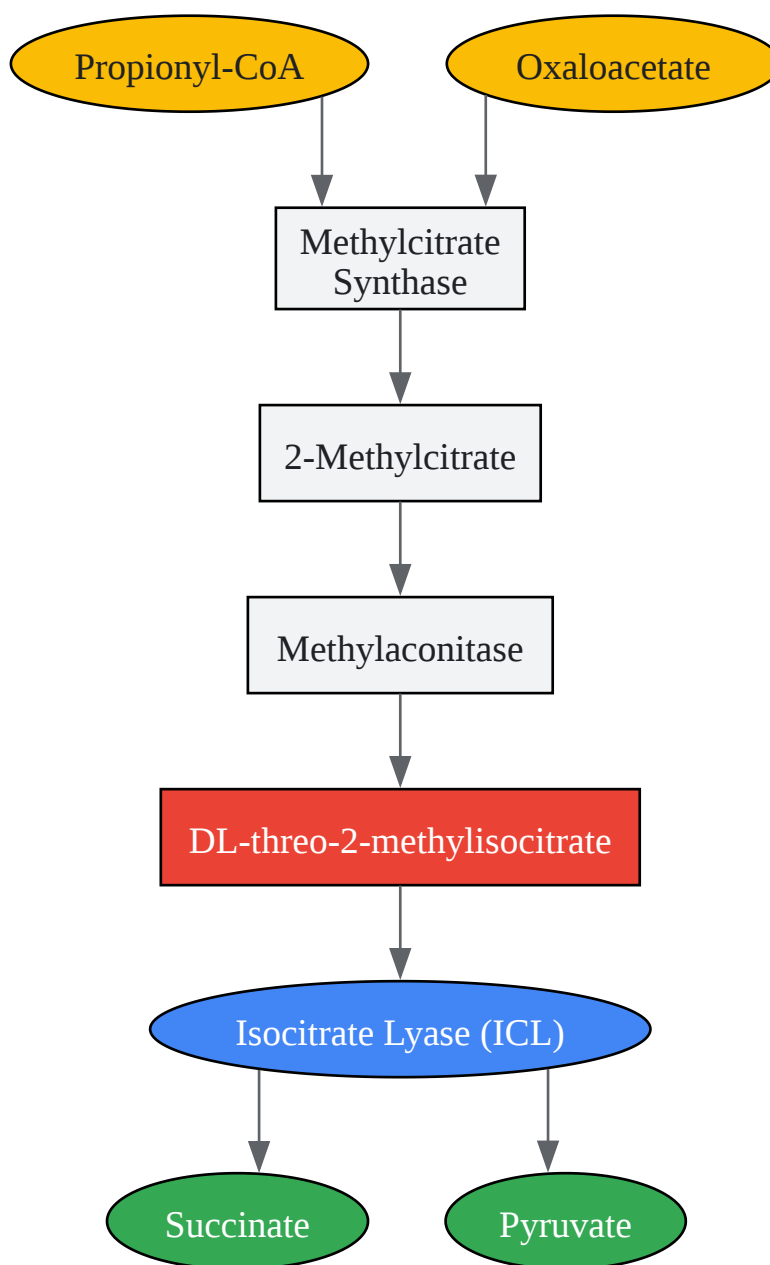 Propionyl-CoA
Oxaloacetate
Methylcitrate
Synthase
2-Methylcitrate
Methylaconitase
DL-threo-2-methylisocitrate
Isocitrate Lyase (ICL)
Succinate
Pyruvate